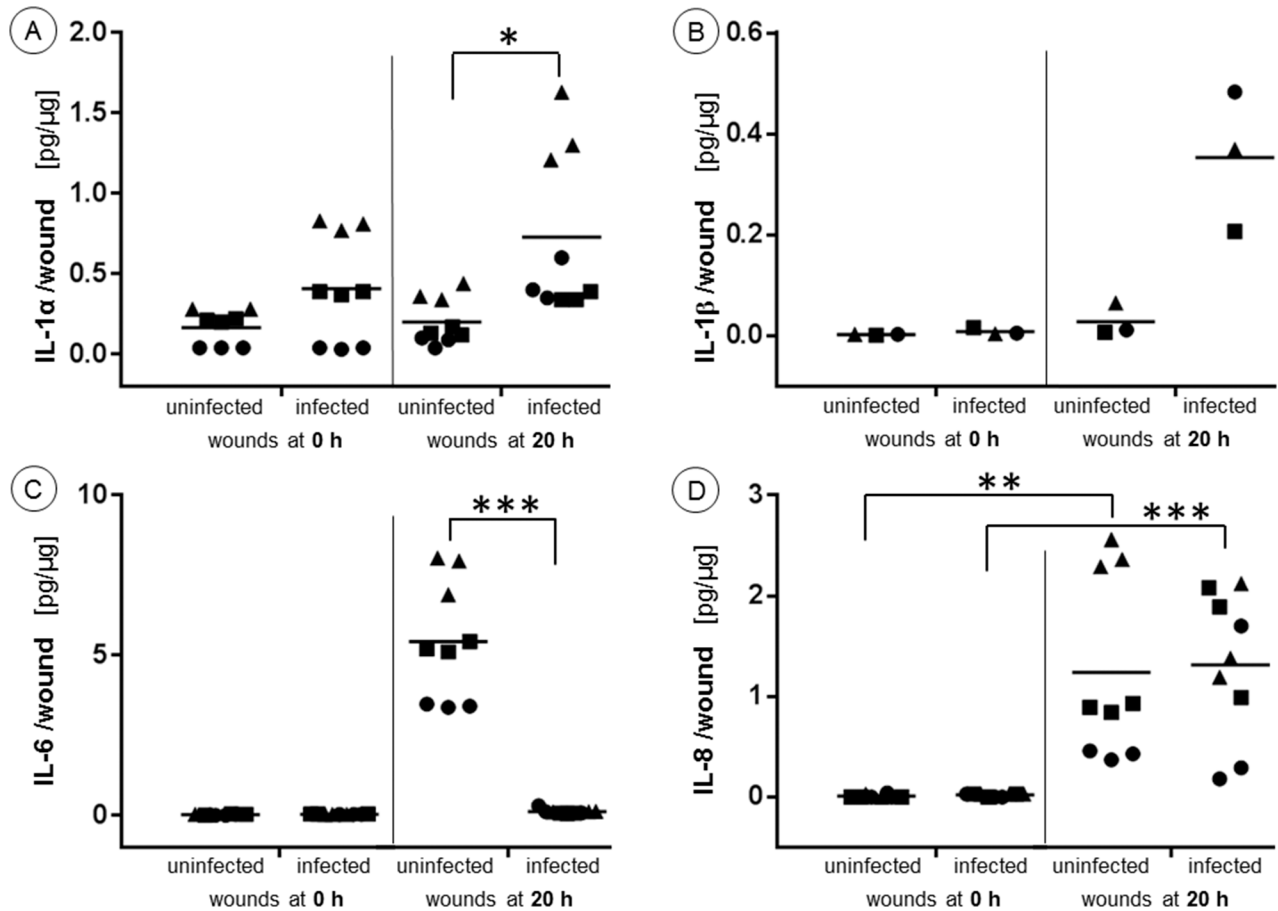 A
IL-1α /wound [pg/µg]
2.0
1.5
1.0
0.5
0.0
*
uninfected infected uninfected infected
wounds at 0 h wounds at 20 h
B
IL-1β /wound [pg/µg]
0.6
0.4
0.2
0.0
uninfected infected uninfected infected
wounds at 0 h wounds at 20 h
C
IL-6 /wound [pg/µg]
10
5
0
***
uninfected infected uninfected infected
wounds at 0 h wounds at 20 h
D
IL-8 /wound [pg/µg]
3
2
1
0
**
***
uninfected infected uninfected infected
wounds at 0 h wounds at 20 h